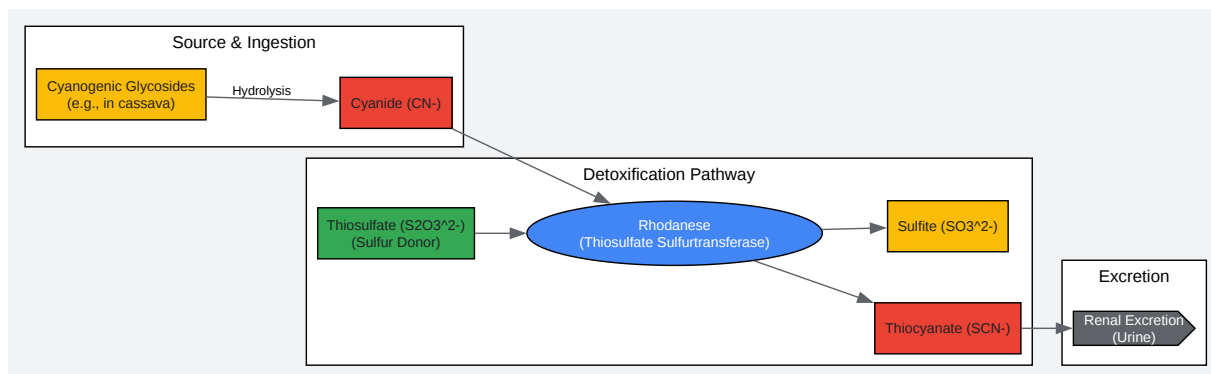 Source & Ingestion
Cyanogenic Glycosides
(e.g., in cassava)
Hydrolysis
Cyanide (CN-)
Detoxification Pathway
Thiosulfate (S2O3^2-)
(Sulfur Donor)
Rhodanese
(Thiosulfate Sulfurtransferase)
Sulfite (SO3^2-)
Thiocyanate (SCN-)
Excretion
Renal Excretion
(Urine)